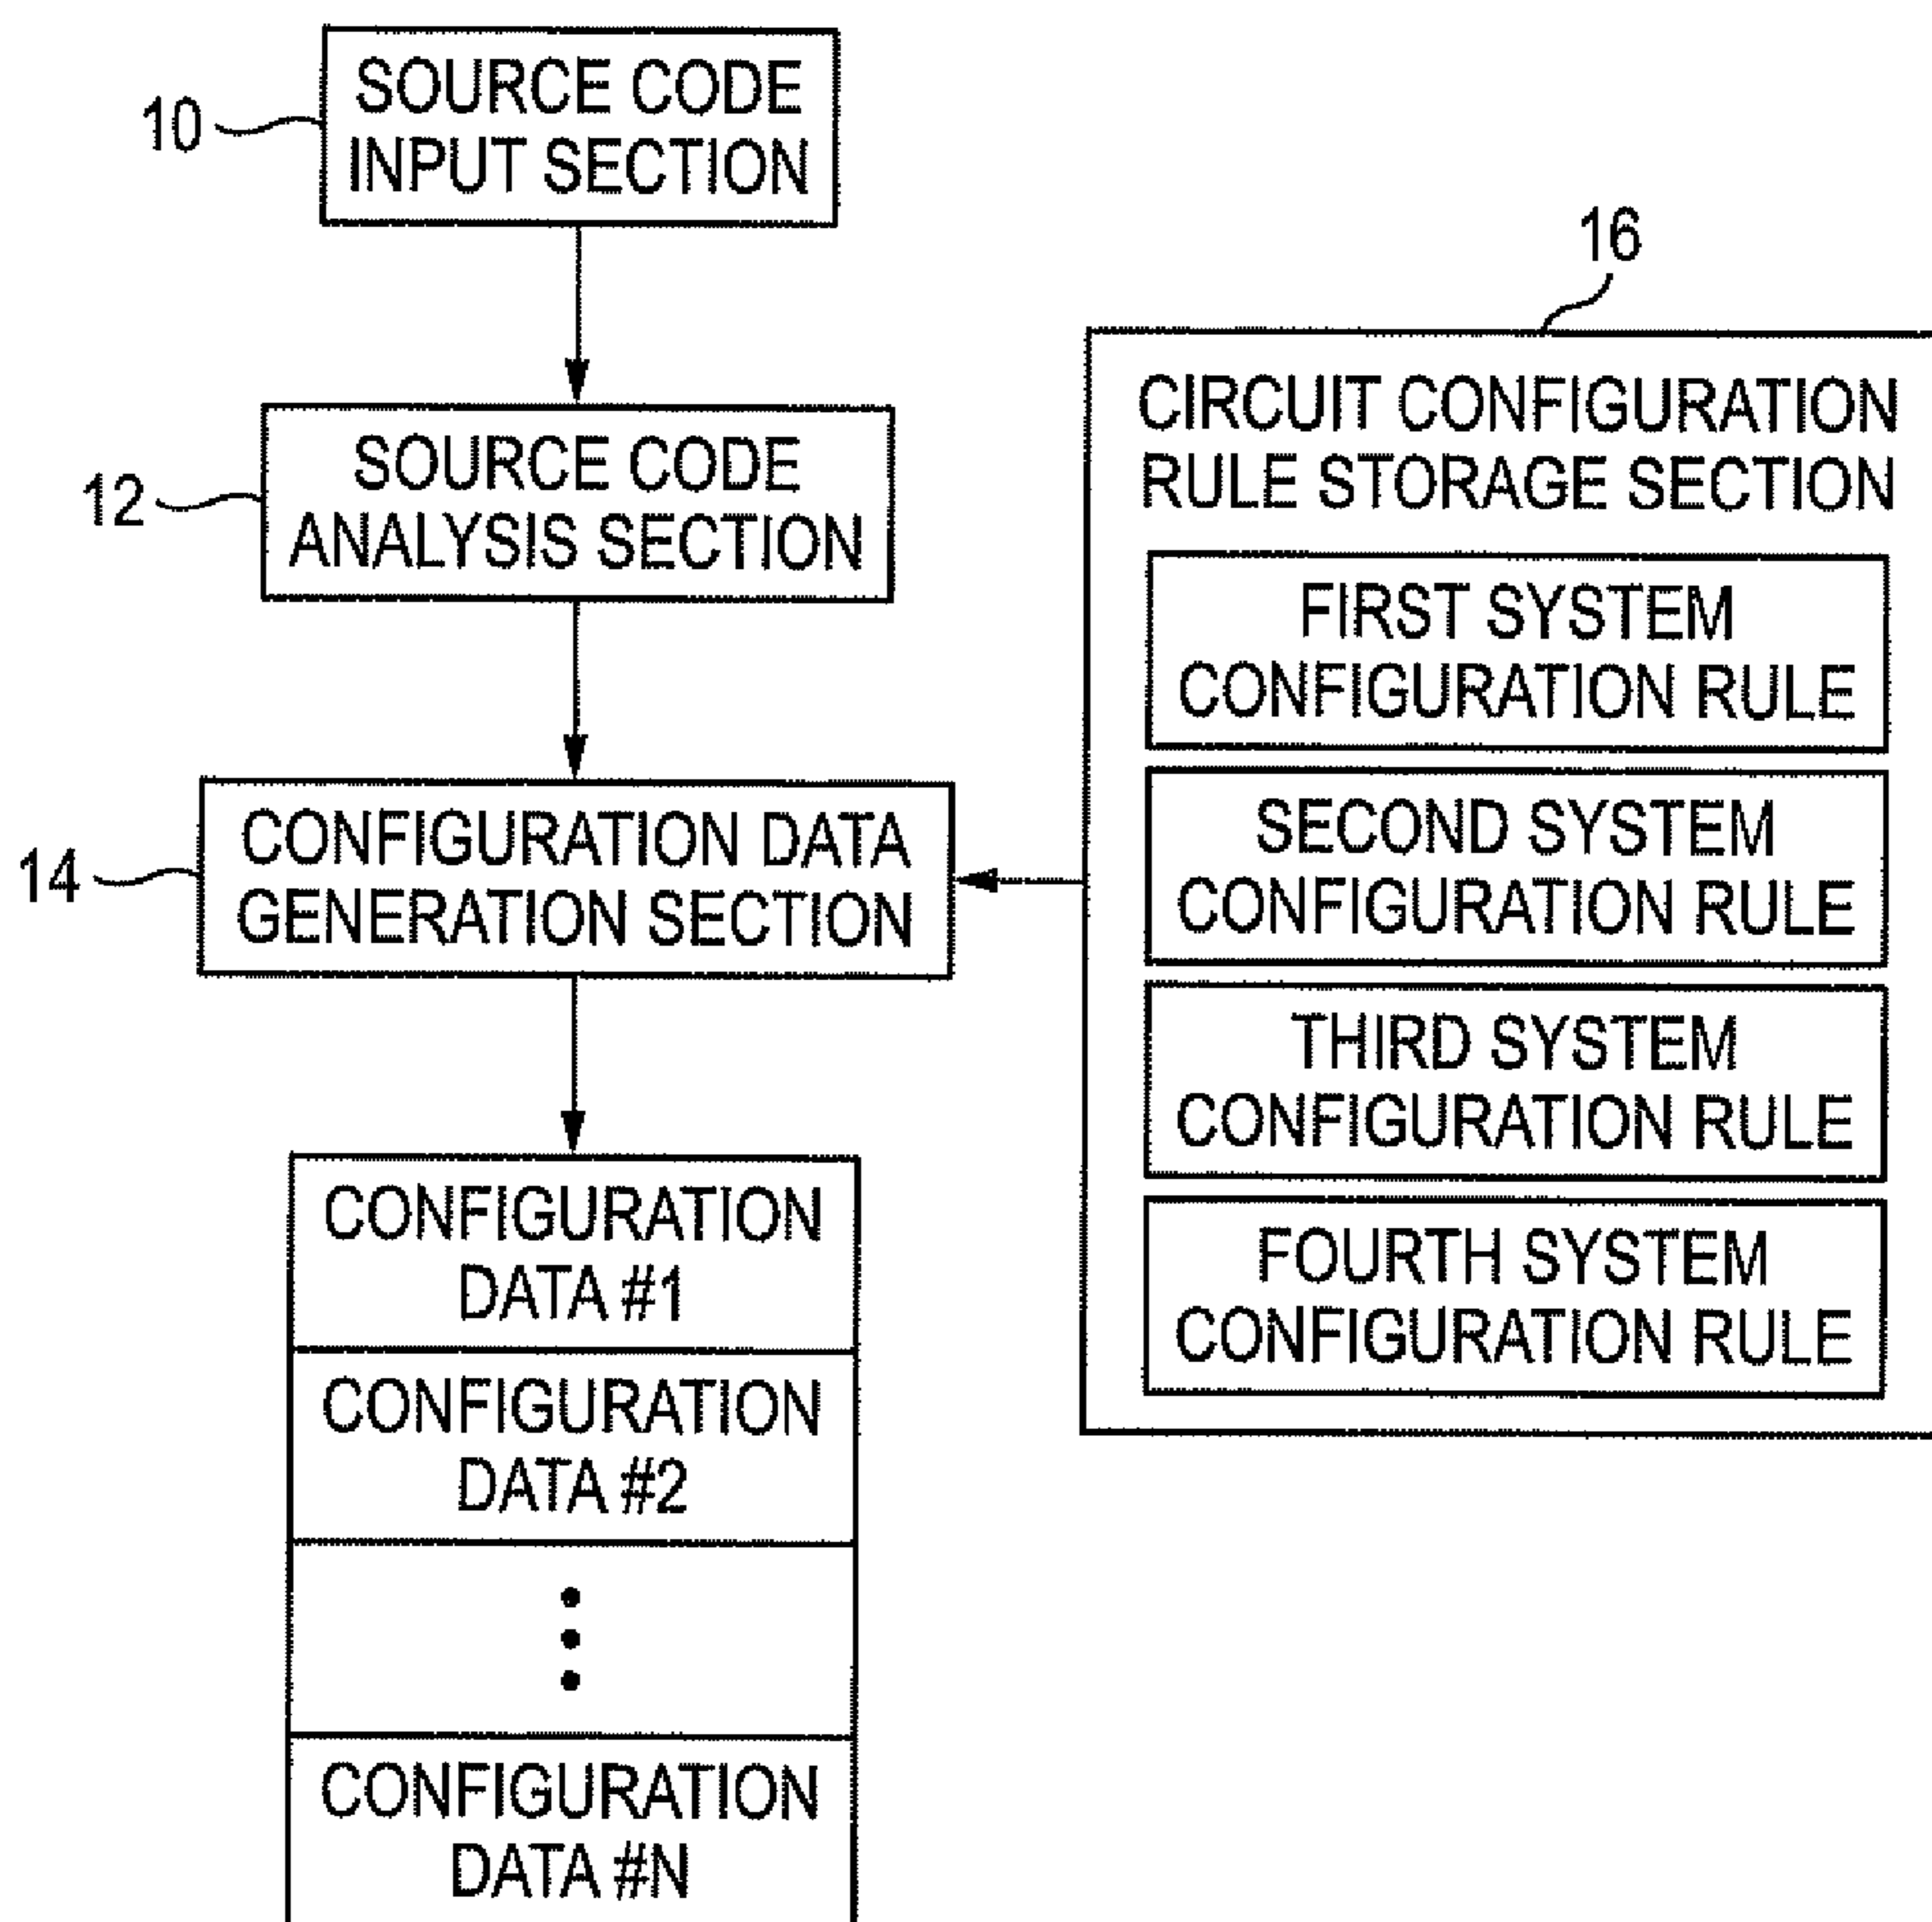 10
SOURCE CODE
INPUT SECTION
12
SOURCE CODE
ANALYSIS SECTION
14
CONFIGURATION DATA
GENERATION SECTION
CONFIGURATION
DATA #1
CONFIGURATION
DATA #2
CONFIGURATION
DATA #N
16
CIRCUIT CONFIGURATION
RULE STORAGE SECTION
FIRST SYSTEM
CONFIGURATION RULE
SECOND SYSTEM
CONFIGURATION RULE
THIRD SYSTEM
CONFIGURATION RULE
FOURTH SYSTEM
CONFIGURATION RULE